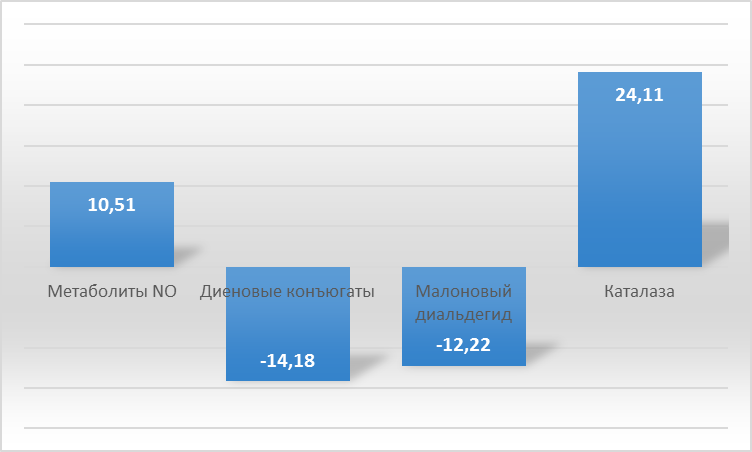 24,11
10,51
Метаболиты NO
Диеновые конъюгаты
Малоновый
диальдегид
Каталаза
-14,18
-12,22